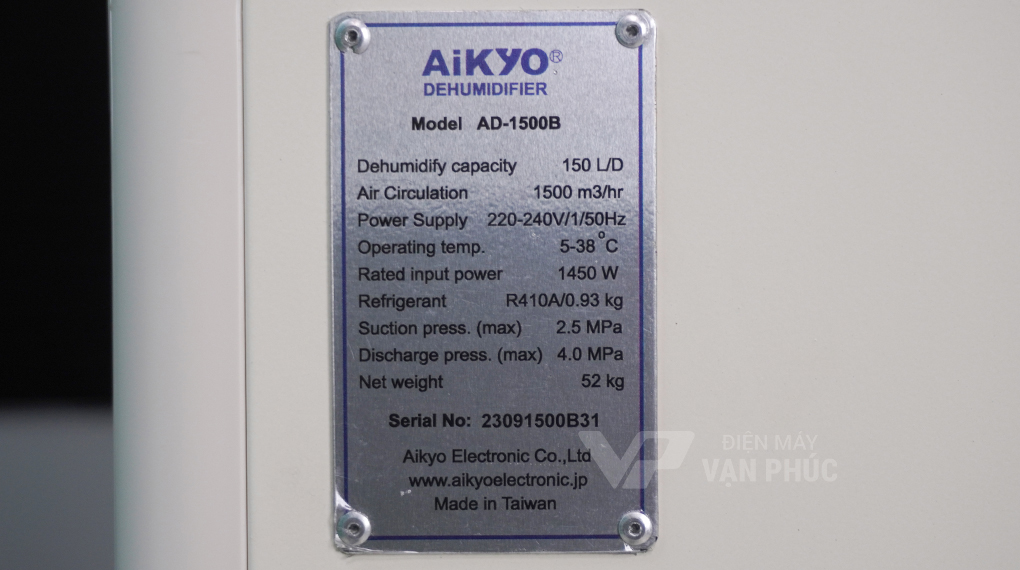 AiKYO®
DEHUMIDIFIER
Model AD-1500B
Dehumidify capacity 150 L/D
Air Circulation 1500 m3/hr
Power Supply 220-240V/1/50Hz
Operating temp. 5-38 °C
Rated input power 1450 W
Refrigerant R410A/0.93 kg
Suction press. (max) 2.5 MPa
Discharge press. (max) 4.0 MPa
Net weight 52 kg
Serial No: 23091500B31
Aikyo Electronic Co.,Ltd
www.aikyoelectronic.jp
Made in Taiwan
VP ĐIỆN MÁY
VẠN PHÚC